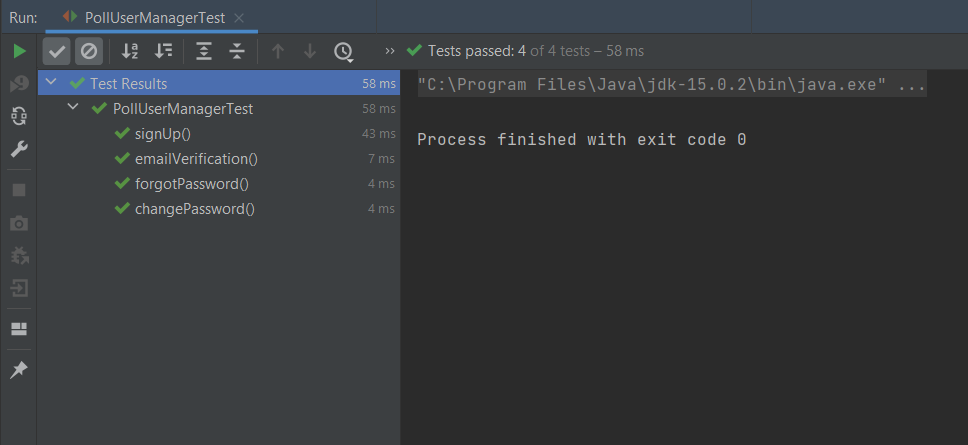 Run: PollUserManagerTest ×
Tests passed: 4 of 4 tests – 58 ms
Test Results 58 ms
PollUserManagerTest 58 ms
signUp() 43 ms
emailVerification() 7 ms
forgotPassword() 4 ms
changePassword() 4 ms
"C:\Program Files\Java\jdk-15.0.2\bin\java.exe" ...
Process finished with exit code 0